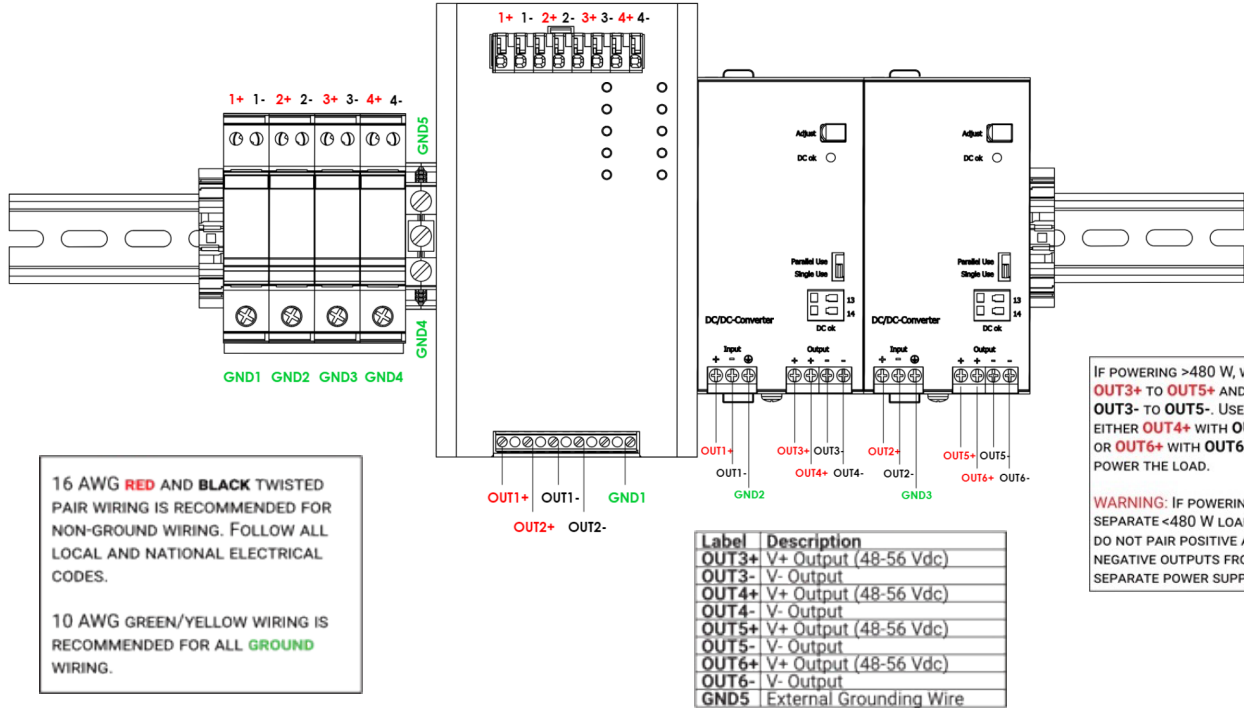 1+ 1- 2+ 2- 3+ 3- 4+ 4-
1+ 1- 2+ 2- 3+ 3- 4+ 4-
GND5
GND4
GND1 GND2 GND3 GND4
Adjust
DC ok
Parallel Use
Single Use
13
14
DC ok
DC/DC-Converter
Input
Output
+ - + + - -
Adjust
DC ok
Parallel Use
Single Use
13
14
DC ok
DC/DC-Converter
Input
Output
+ - + + - -
OUT1+ OUT1- GND1
OUT2+ OUT2-
OUT1+
OUT1-
GND2
OUT3+ OUT3-
OUT4+ OUT4-
OUT2+
OUT2-
GND3
OUT5+ OUT5-
OUT6+ OUT6-
16 AWG RED AND BLACK TWISTED
PAIR WIRING IS RECOMMENDED FOR
NON-GROUND WIRING. FOLLOW ALL
LOCAL AND NATIONAL ELECTRICAL
CODES.
10 AWG GREEN/YELLOW WIRING IS
RECOMMENDED FOR ALL GROUND
WIRING.
Label Description
OUT3+ V+ Output (48-56 Vdc)
OUT3- V- Output
OUT4+ V+ Output (48-56 Vdc)
OUT4- V- Output
OUT5+ V+ Output (48-56 Vdc)
OUT5- V- Output
OUT6+ V+ Output (48-56 Vdc)
OUT6- V- Output
GND5 External Grounding Wire
IF POWERING >480 W,
OUT3+ TO OUT5+ AND
OUT3- TO OUT5-. USE
EITHER OUT4+ WITH
OR OUT6+ WITH OUT6
POWER THE LOAD.
WARNING: IF POWERING
SEPARATE <480 W
DO NOT PAIR POSITIVE
NEGATIVE OUTPUTS
SEPARATE POWER